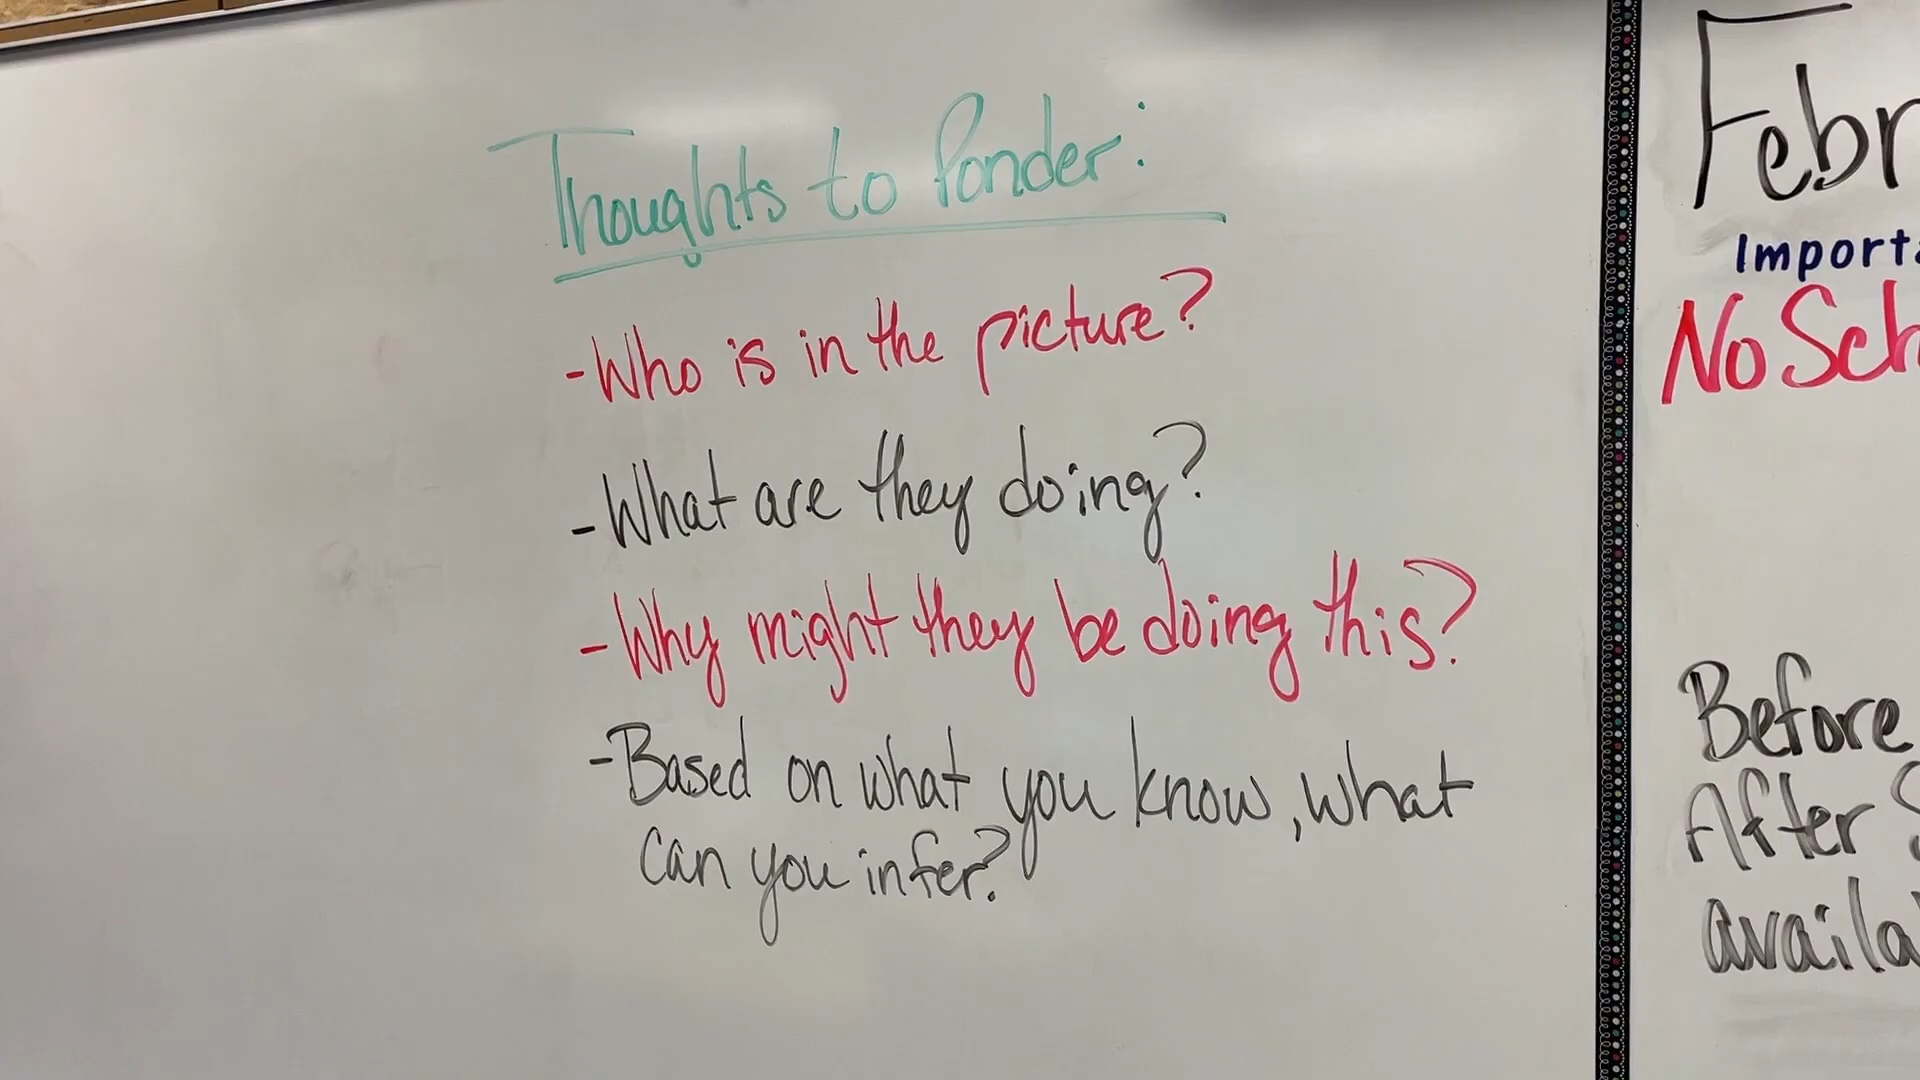 Thoughts to Ponder:
- Who is in the picture?
- What are they doing?
- Why might they be doing this?
- Based on what you know, what
can you infer?
Febr
Importa
No Sch
Before
After S
availa